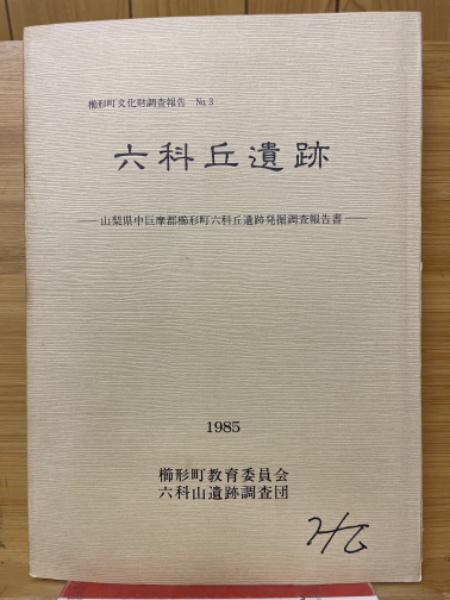 櫛形町文化財調査報告 No.3
六科丘遺跡
──山梨県中巨摩郡櫛形町六科丘遺跡発掘調査報告書──
1985
櫛形町教育委員会
六科山遺跡調査団